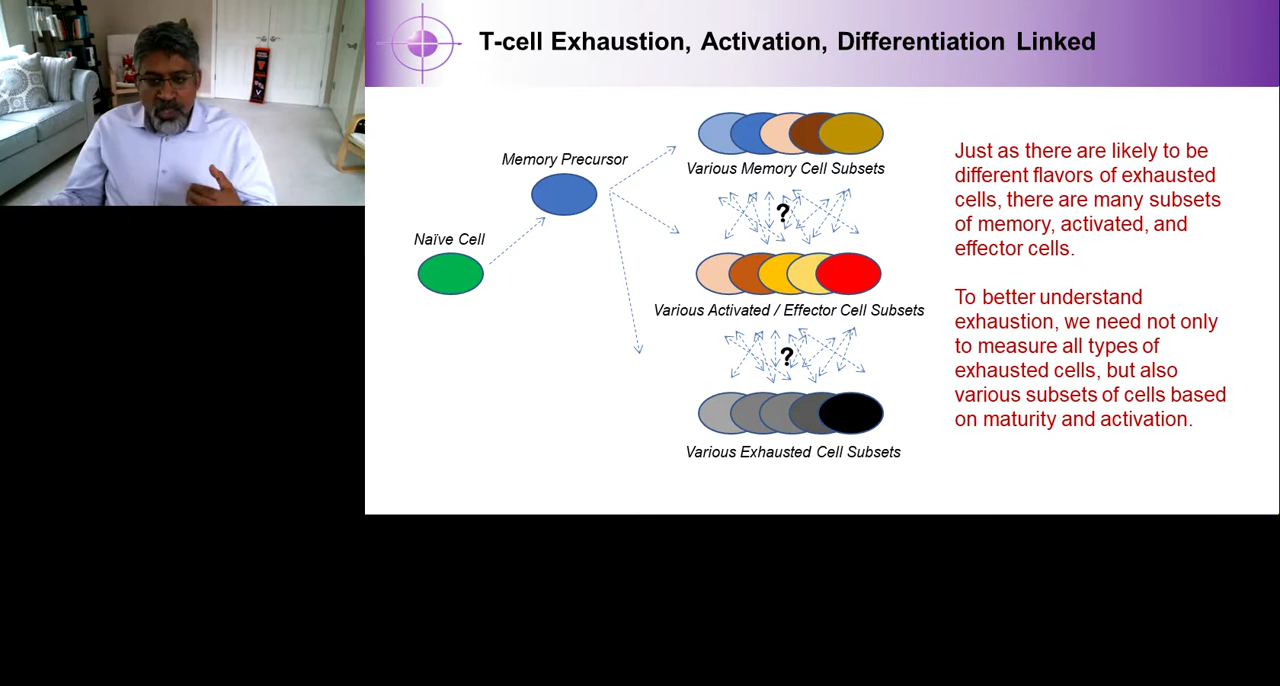 T-cell Exhaustion, Activation, Differentiation Linked
Memory Precursor
Naïve Cell
Various Memory Cell Subsets
?
Various Activated / Effector Cell Subsets
?
Various Exhausted Cell Subsets
Just as there are likely to be
different flavors of exhausted
cells, there are many subsets
of memory, activated, and
effector cells.
To better understand
exhaustion, we need not only
to measure all types of
exhausted cells, but also
various subsets of cells based
on maturity and activation.